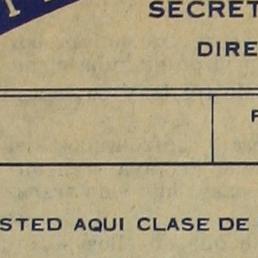 SECRET
DIRE
STED AQUI CLASE DE